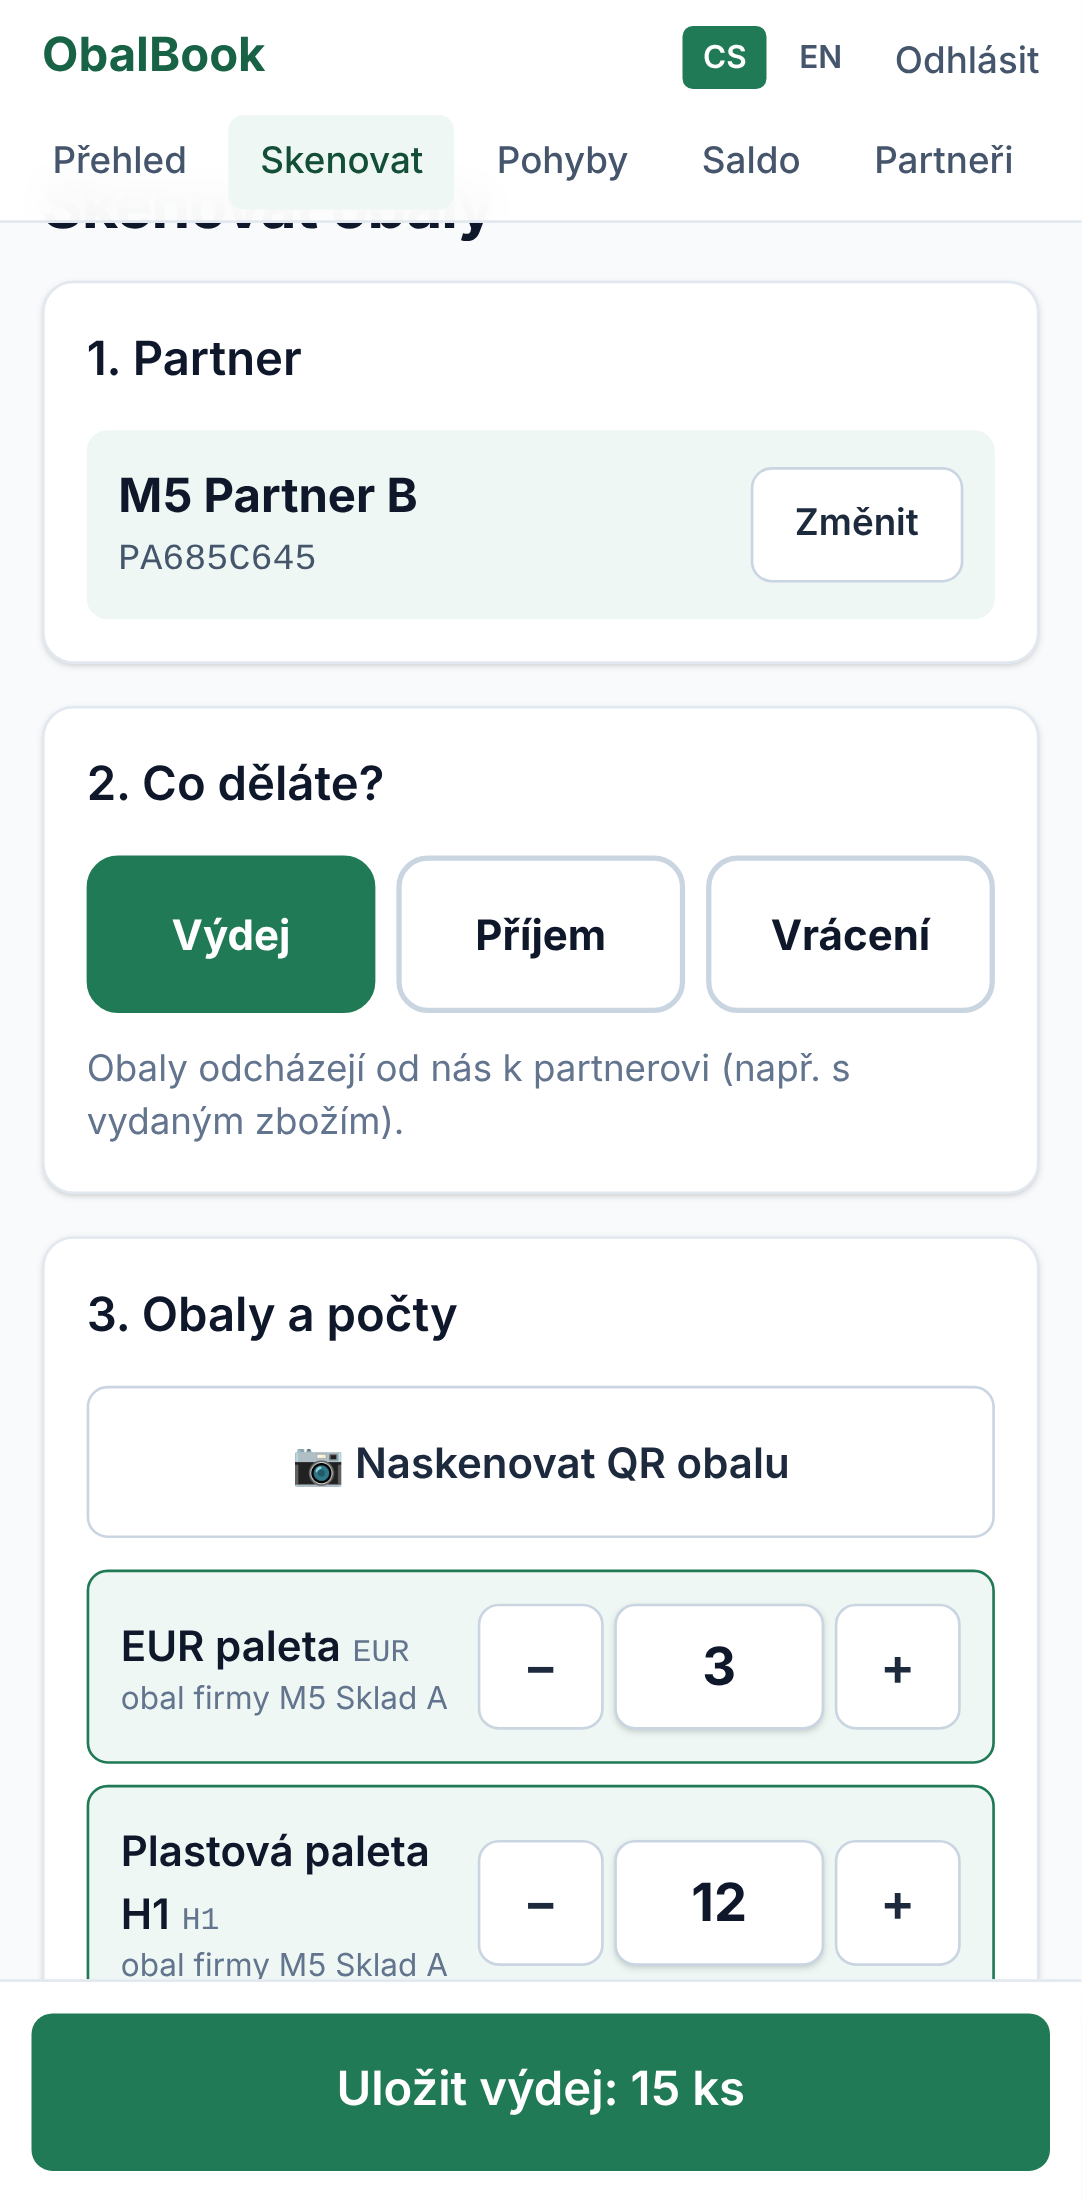 ObalBook
CS EN Odhlásit
Přehled Skenovat Pohyby Saldo Partneři
Skenovat obaly
1. Partner
M5 Partner B
PA685C645
Změnit
2. Co děláte?
Výdej Příjem Vrácení
Obaly odcházejí od nás k partnerovi (např. s
vydaným zbožím).
3. Obaly a počty
Naskenovat QR obalu
EUR paleta EUR
obal firmy M5 Sklad A
− 3 +
Plastová paleta
H1 H1
obal firmy M5 Sklad A
− 12 +
Uložit výdej: 15 ks